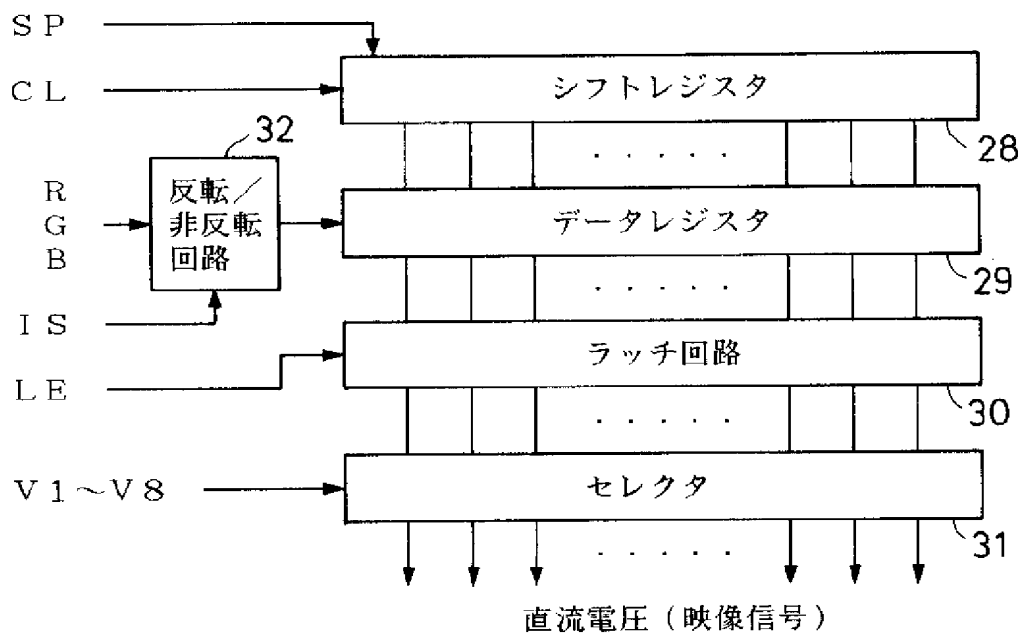 ＳＰ
ＣＬ
シフトレジスタ
28
32
反転／
非反転
回路
Ｒ
Ｇ
Ｂ
データレジスタ
29
ＩＳ
ラッチ回路
30
ＬＥ
Ｖ１～Ｖ８
セレクタ
31
直流電圧（映像信号）